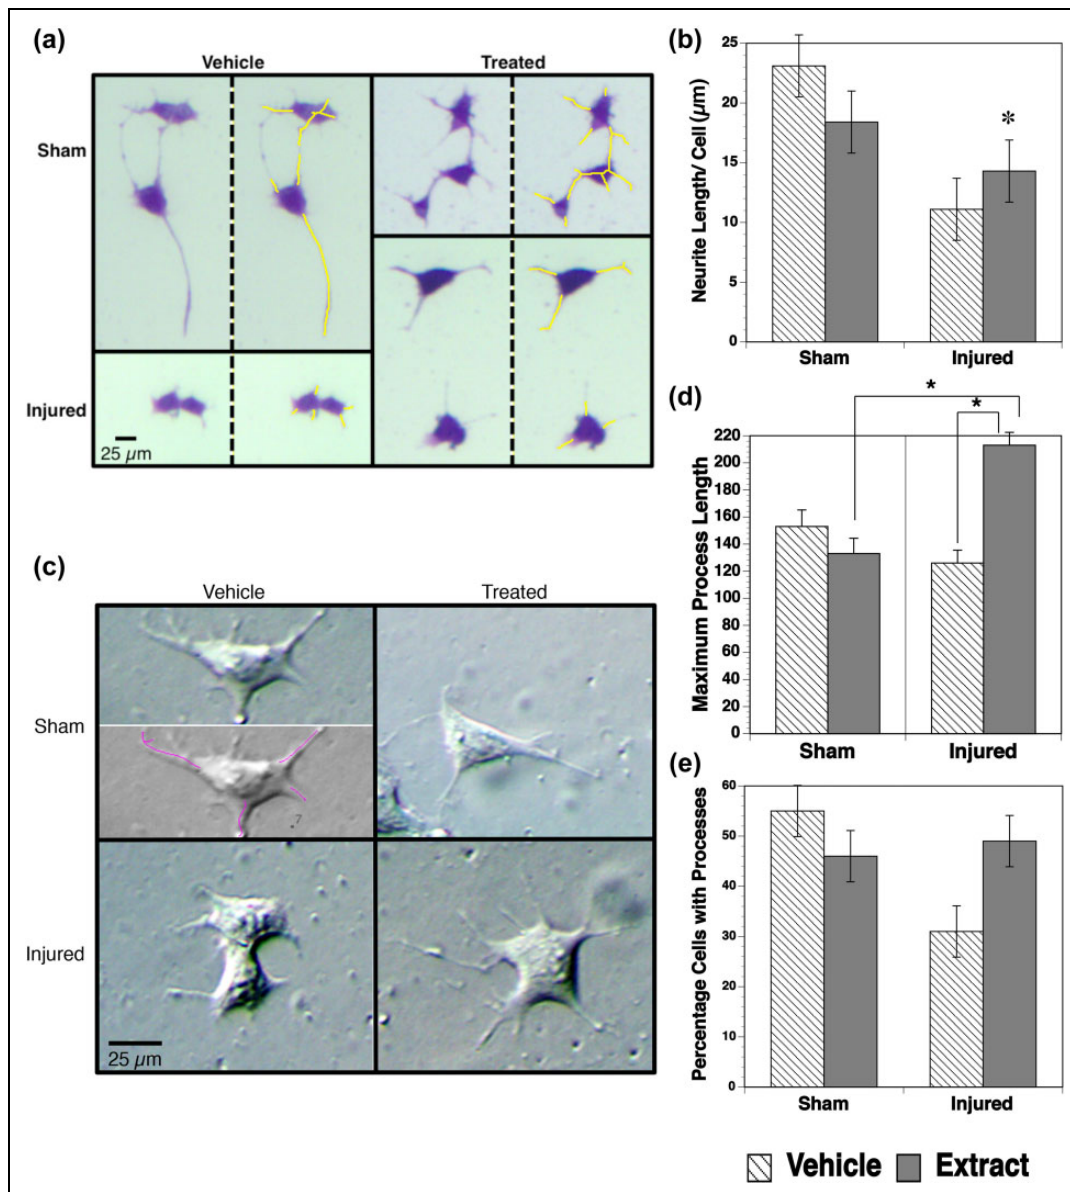 (a)
Vehicle
Treated
Sham
Injured
25 µm
(b)
Neurite Length/ Cell (µm)
25
20
15
10
5
0
*
Sham
Injured
(c)
Vehicle
Treated
Sham
.7
Injured
25 µm
(d)
*
*
Maximum Process Length
220
200
180
160
140
120
100
80
60
40
20
0
Sham
Injured
(e)
Percentage Cells with Processes
60
50
40
30
20
10
0
Sham
Injured
Vehicle
Extract